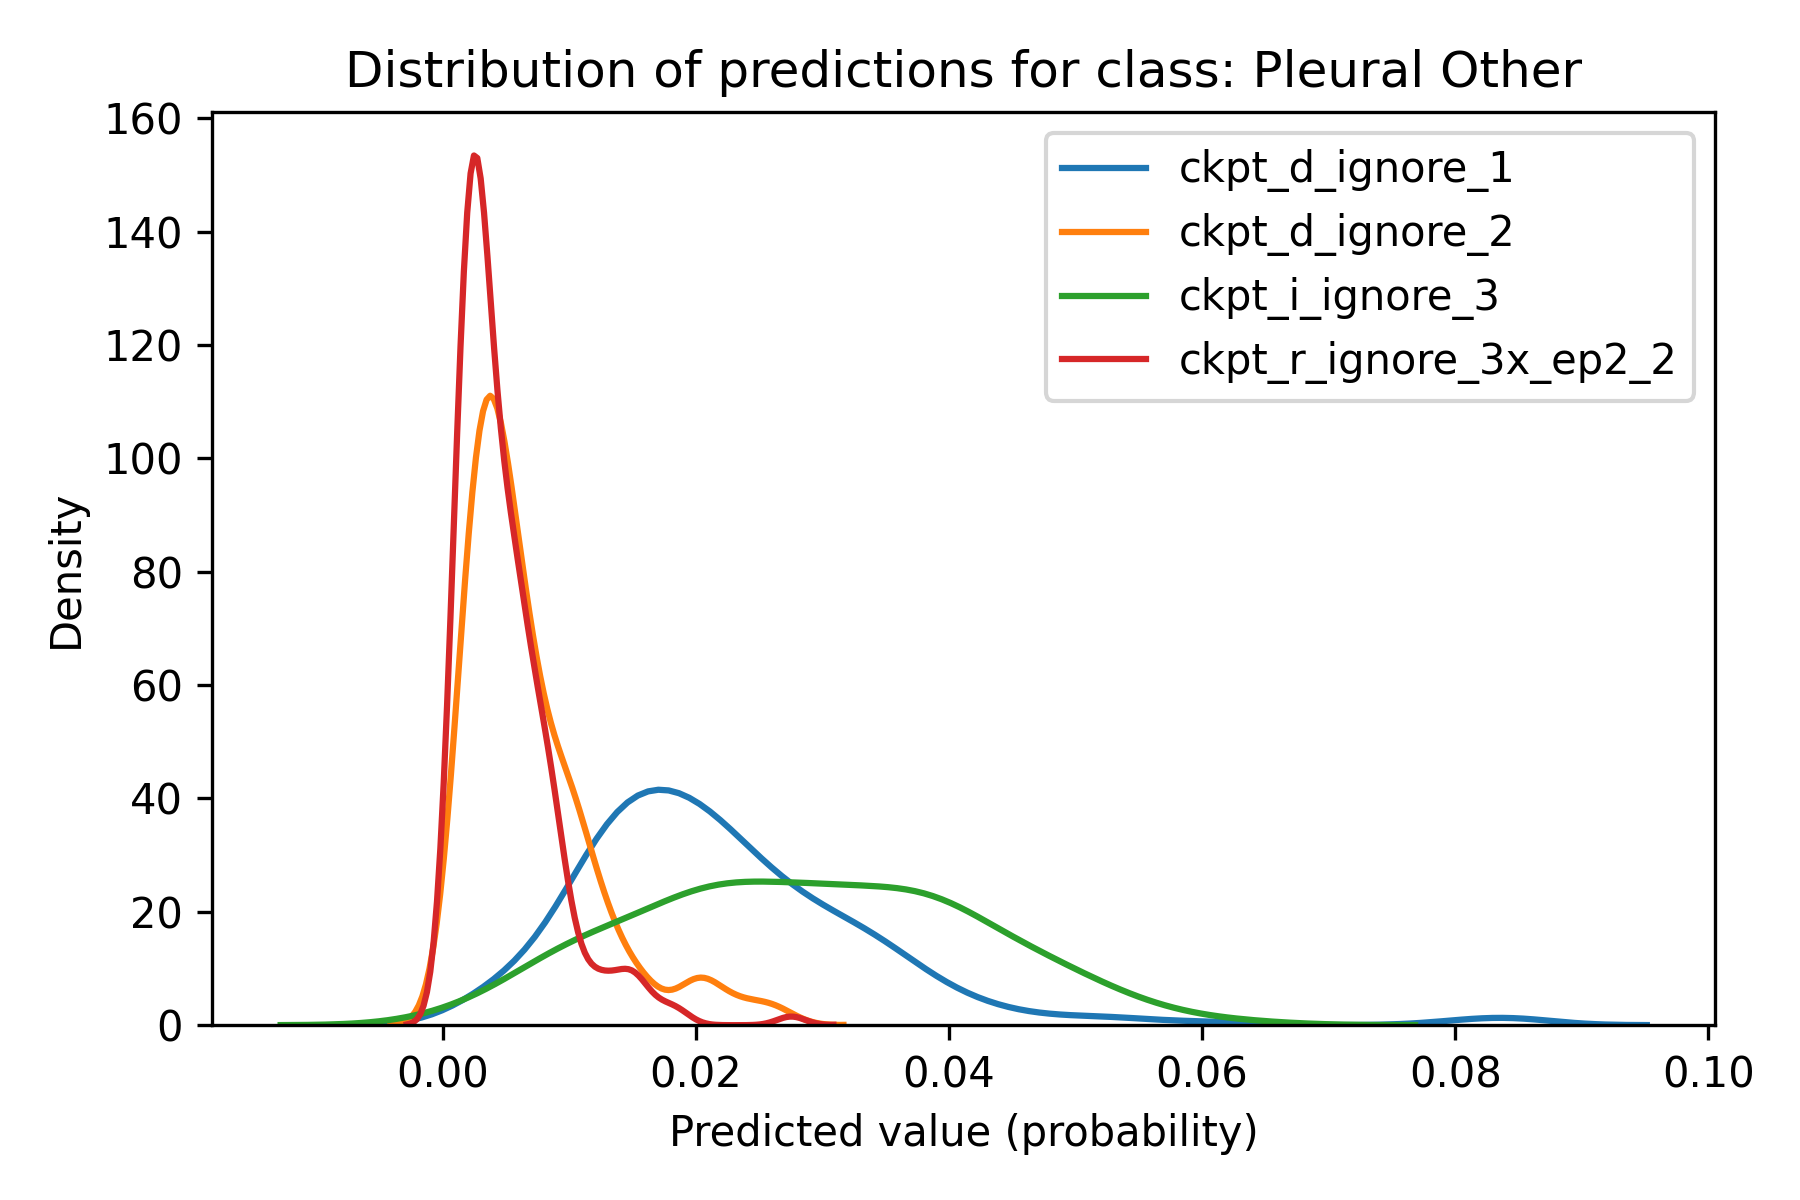 Distribution of predictions for class: Pleural Other
160
140
120
100
80
60
40
20
0
Density
ckpt_d_ignore_1
ckpt_d_ignore_2
ckpt_i_ignore_3
ckpt_r_ignore_3x_ep2_2
0.00 0.02 0.04 0.06 0.08 0.10
Predicted value (probability)